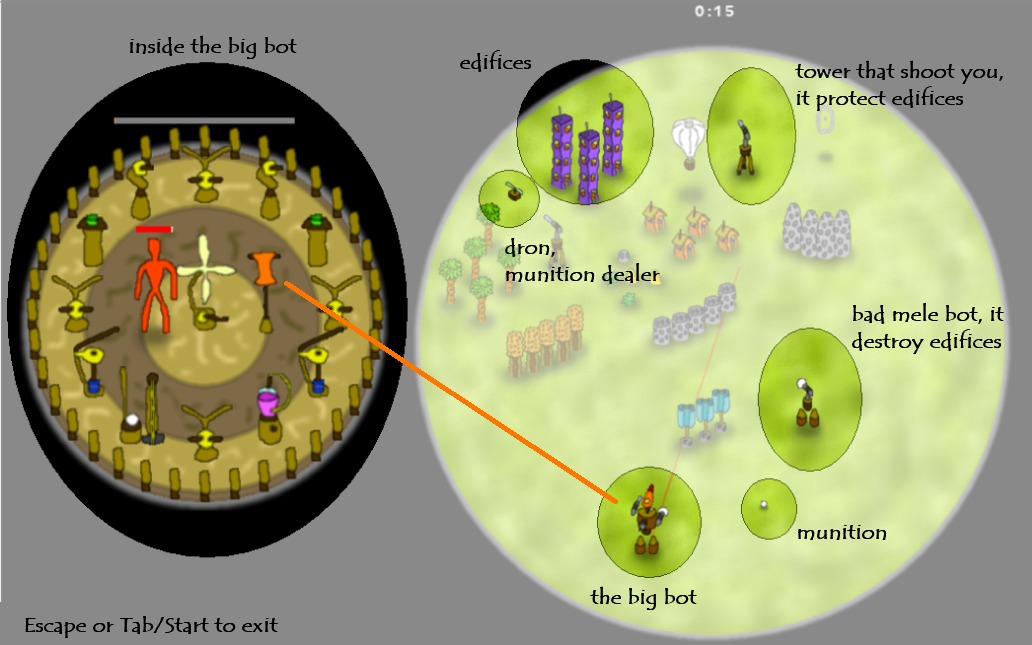 0:15
inside the big bot
edifices
tower that shoot you,
it protect edifices
dron,
munition dealer
bad mele bot, it
destroy edifices
munition
the big bot
Escape or Tab/Start to exit